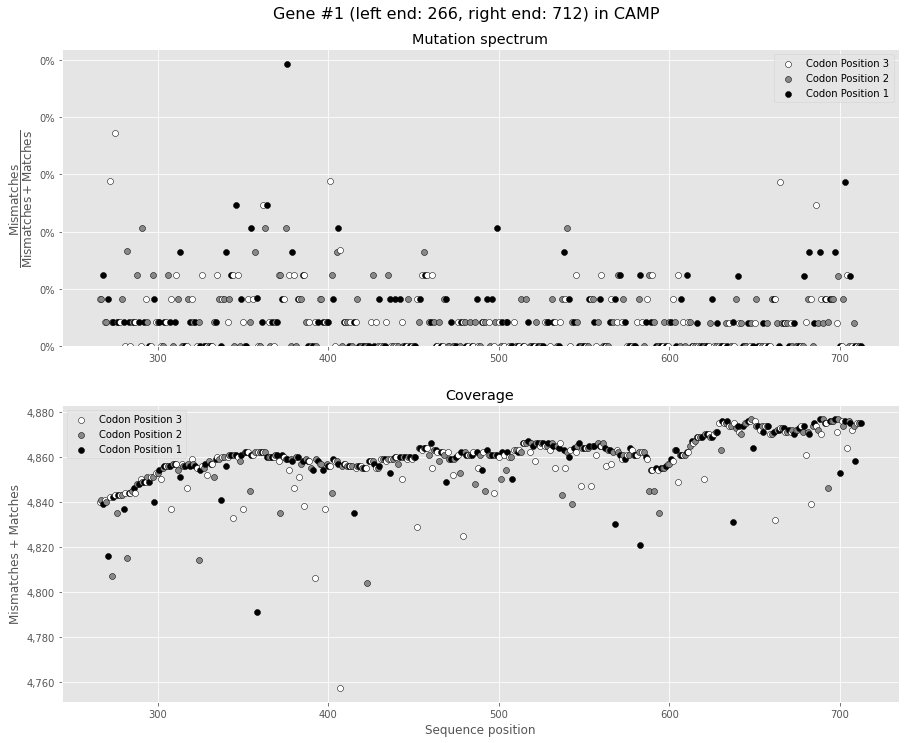 Gene #1 (left end: 266, right end: 712) in CAMP
Mutation spectrum
Mismatches
Mismatches + Matches
0%
0%
0%
0%
0%
0%
Codon Position 3
Codon Position 2
Codon Position 1
300
400
500
600
700
Coverage
Mismatches + Matches
4,880
4,860
4,840
4,820
4,800
4,780
4,760
Codon Position 3
Codon Position 2
Codon Position 1
300
400
500
600
700
Sequence position